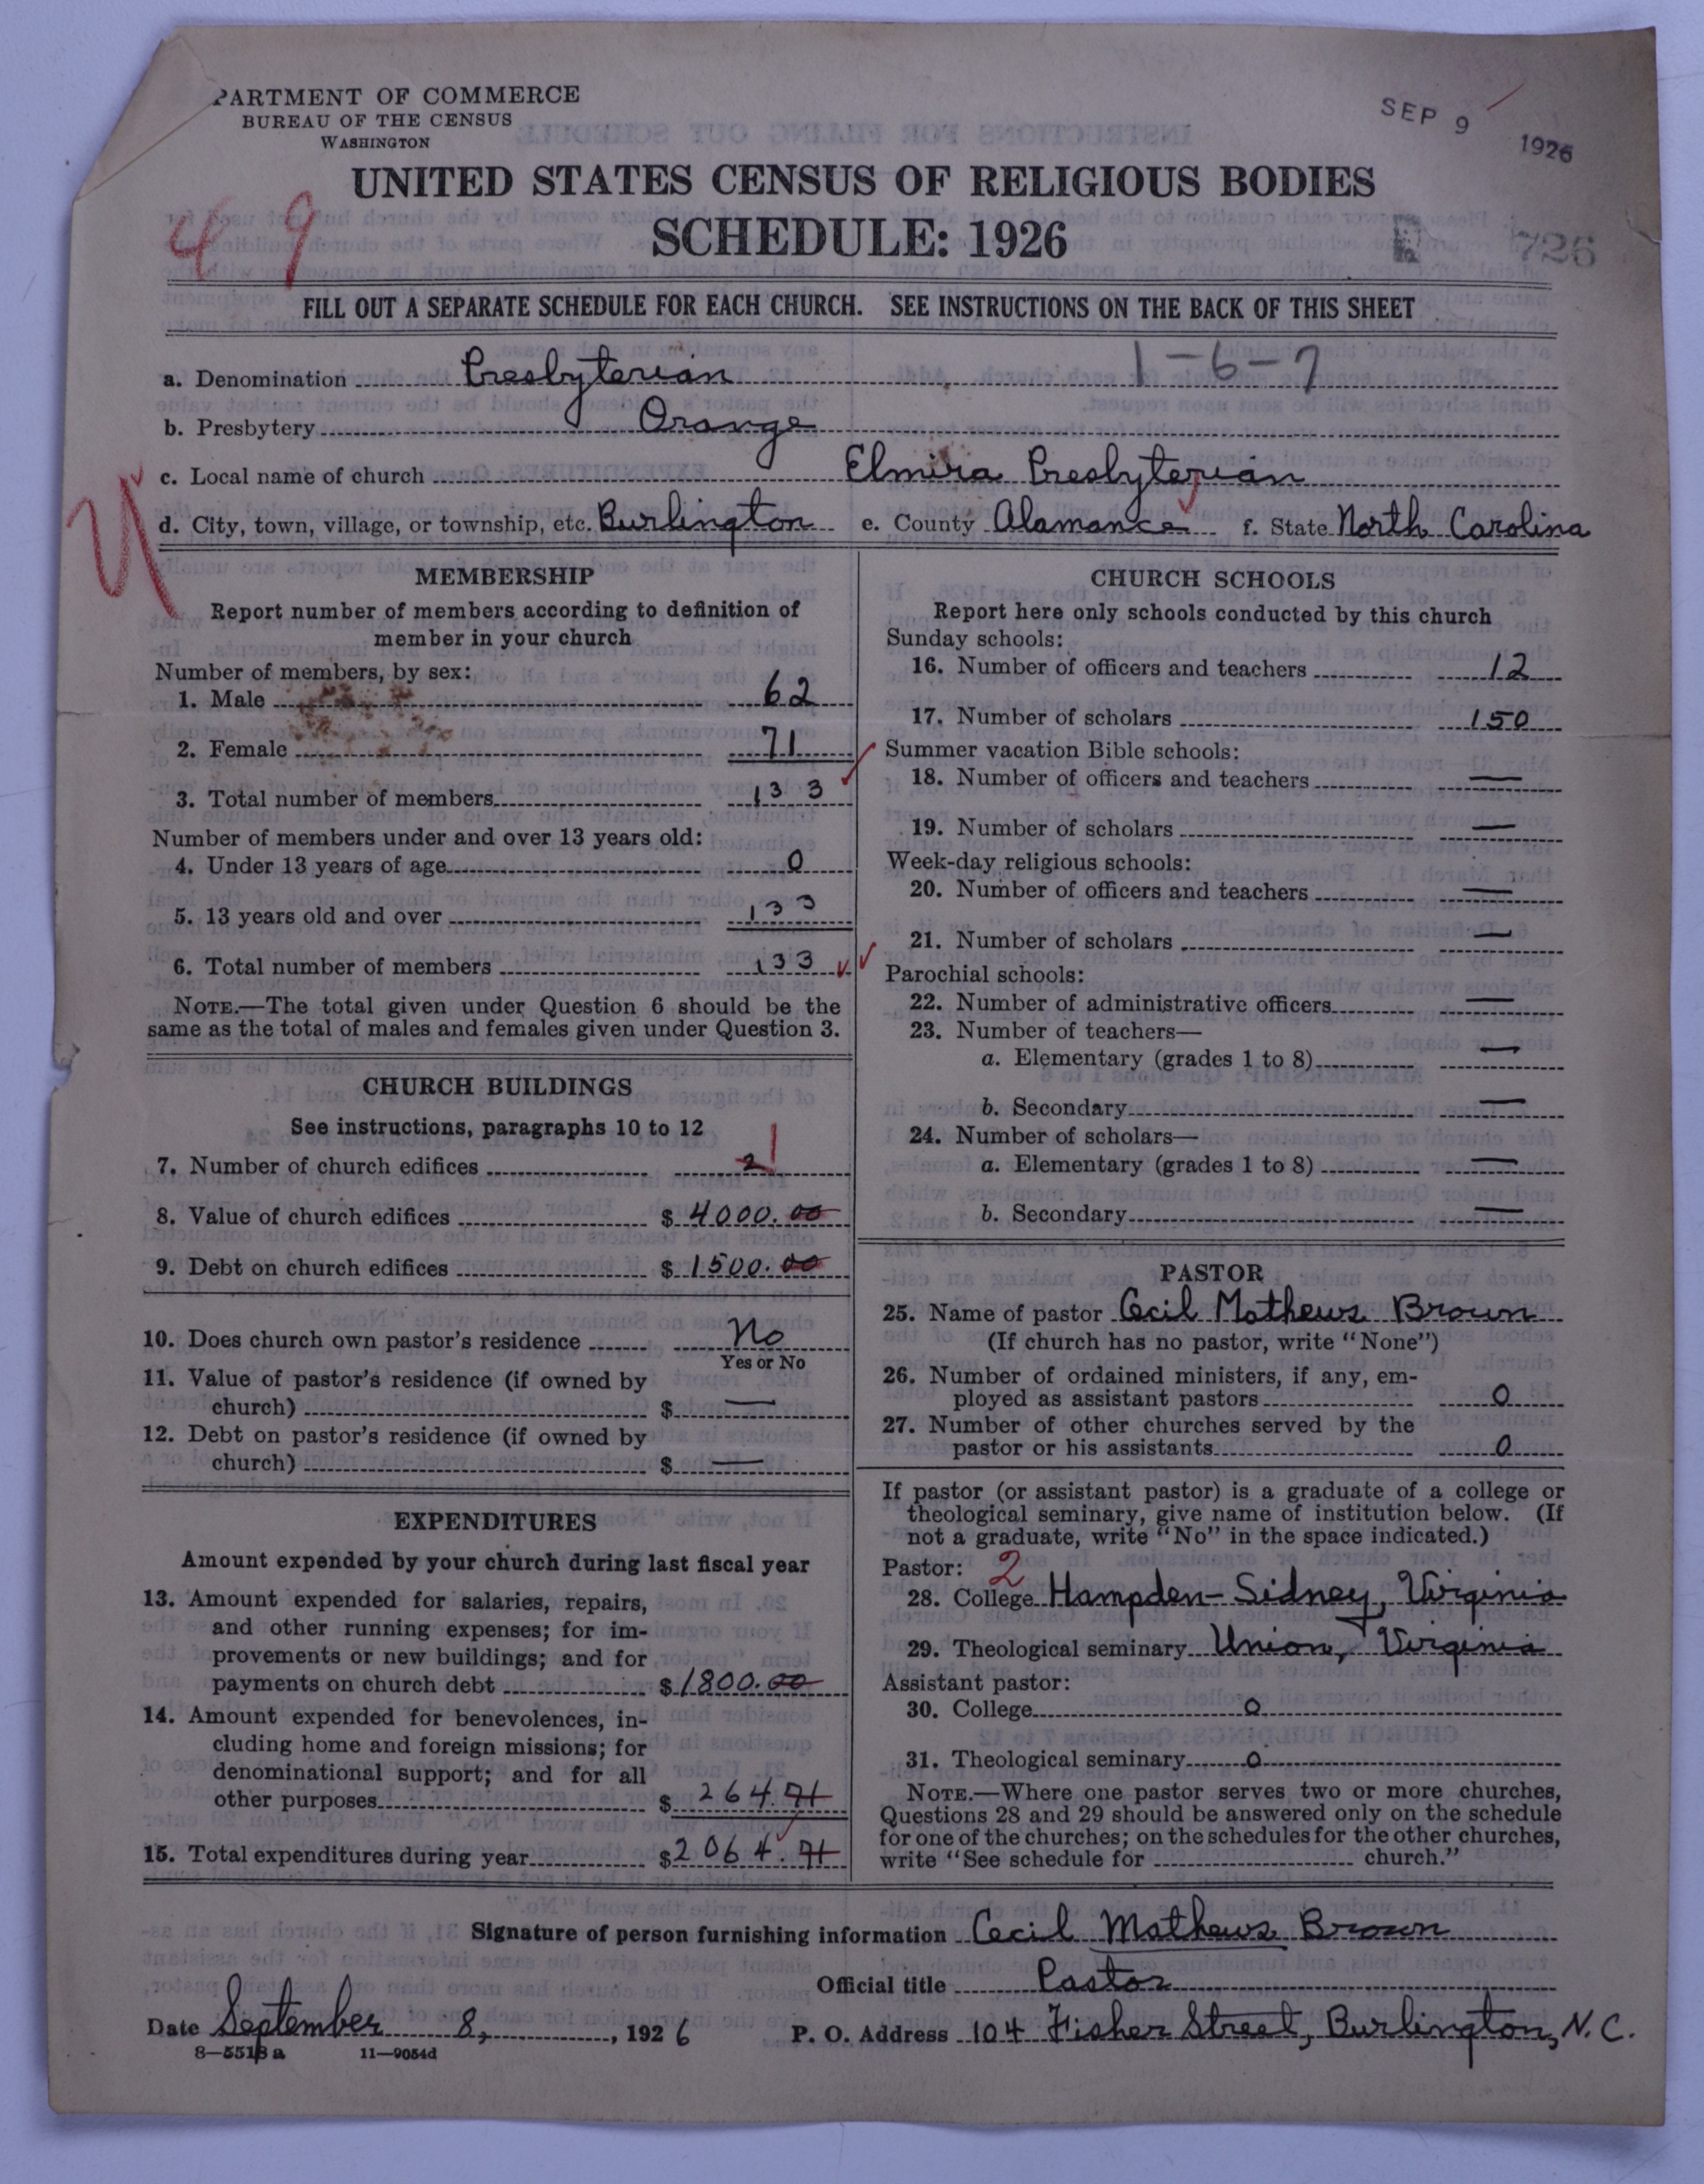 PARTMENT OF COMMERCE
BUREAU OF THE CENSUS
WASHINGTON
SEP 9 1926
UNITED STATES CENSUS OF RELIGIOUS BODIES
SCHEDULE: 1926
49
726
FILL OUT A SEPARATE SCHEDULE FOR EACH CHURCH. SEE INSTRUCTIONS ON THE BACK OF THIS SHEET
a. Denomination Presbyterian 1-6-7
b. Presbytery Orange
c. Local name of church Elmira Presbyterian
d. City, town, village, or township, etc. Burlington e. County Alamance f. State North Carolina
MEMBERSHIP
Report number of members according to definition of
member in your church
Number of members, by sex:
1. Male 62
2. Female 71
3. Total number of members 133
Number of members under and over 13 years old:
4. Under 13 years of age 0
5. 13 years old and over 133
6. Total number of members 133
NOTE.—The total given under Question 6 should be the
same as the total of males and females given under Question 3.
CHURCH BUILDINGS
See instructions, paragraphs 10 to 12
7. Number of church edifices 2 1
8. Value of church edifices $ 4000.00
9. Debt on church edifices $ 1500.00
10. Does church own pastor's residence No
Yes or No
11. Value of pastor's residence (if owned by
church) $ —
12. Debt on pastor's residence (if owned by
church) $ —
EXPENDITURES
Amount expended by your church during last fiscal year
13. Amount expended for salaries, repairs,
and other running expenses; for im-
provements or new buildings; and for
payments on church debt $ 1800.00
14. Amount expended for benevolences, in-
cluding home and foreign missions; for
denominational support; and for all
other purposes $ 264.71
15. Total expenditures during year $ 2064.71
CHURCH SCHOOLS
Report here only schools conducted by this church
Sunday schools:
16. Number of officers and teachers 12
17. Number of scholars 150
Summer vacation Bible schools:
18. Number of officers and teachers —
19. Number of scholars —
Week-day religious schools:
20. Number of officers and teachers —
21. Number of scholars —
Parochial schools:
22. Number of administrative officers —
23. Number of teachers—
a. Elementary (grades 1 to 8) —
b. Secondary —
24. Number of scholars—
a. Elementary (grades 1 to 8) —
b. Secondary —
PASTOR
25. Name of pastor Cecil Mathews Brown
(If church has no pastor, write "None")
26. Number of ordained ministers, if any, em-
ployed as assistant pastors 0
27. Number of other churches served by the
pastor or his assistants 0
If pastor (or assistant pastor) is a graduate of a college or
theological seminary, give name of institution below. (If
not a graduate, write "No" in the space indicated.)
Pastor: 2
28. College Hampden-Sidney, Virginia
29. Theological seminary Union, Virginia
Assistant pastor:
30. College 0
31. Theological seminary 0
NOTE.—Where one pastor serves two or more churches,
Questions 28 and 29 should be answered only on the schedule
for one of the churches; on the schedules for the other churches,
write "See schedule for church."
Signature of person furnishing information Cecil Mathews Brown
Official title Pastor
Date September 8, 1926 P. O. Address 104 Fisher Street, Burlington, N.C.
8—5518 a 11—9054d